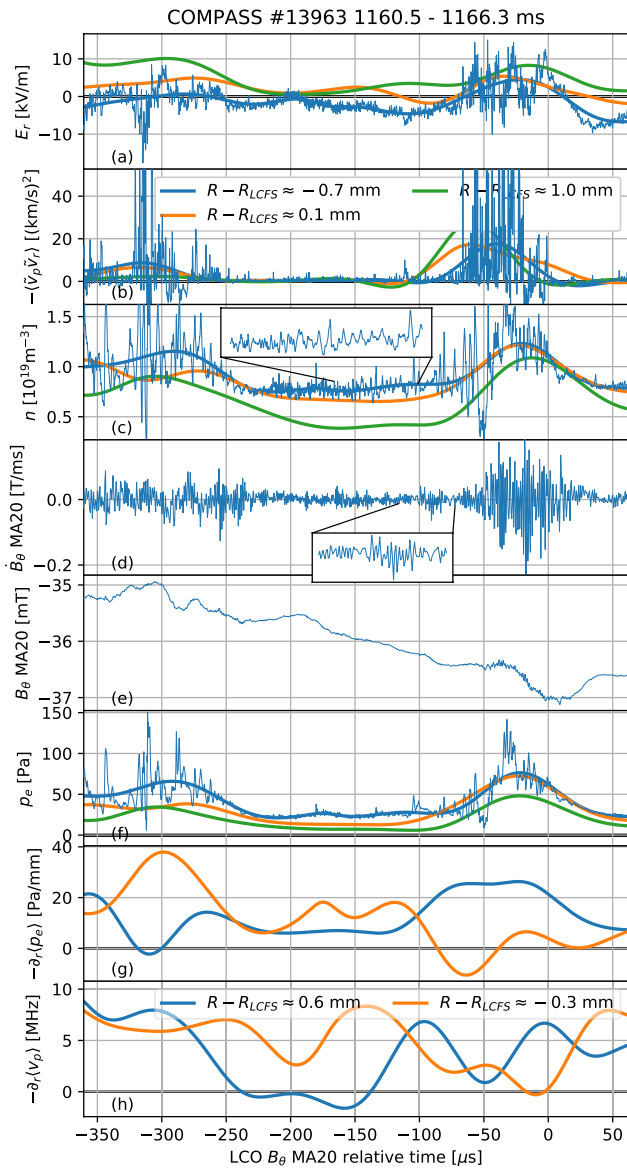 COMPASS #13963 1160.5 - 1166.3 ms
10
0
−10
E_r [kV/m]
(a)
R − R_LCFS ≈ −0.7 mm
R − R_LCFS ≈ 1.0 mm
R − R_LCFS ≈ 0.1 mm
40
20
0
−⟨ṽ_pṽ_r⟩ [(km/s)²]
(b)
1.5
1.0
0.5
n [10¹⁹m⁻³]
(c)
0.0
−0.2
Ḃ_θ MA20 [T/ms]
(d)
−35
−36
−37
B_θ MA20 [mT]
(e)
150
100
50
0
p_e [Pa]
(f)
40
20
0
−∂_r⟨p_e⟩ [Pa/mm]
(g)
R − R_LCFS ≈ 0.6 mm
R − R_LCFS ≈ −0.3 mm
10
5
0
−∂_r⟨v_p⟩ [MHz]
(h)
−350 −300 −250 −200 −150 −100 −50 0 50
LCO B_θ MA20 relative time [μs]